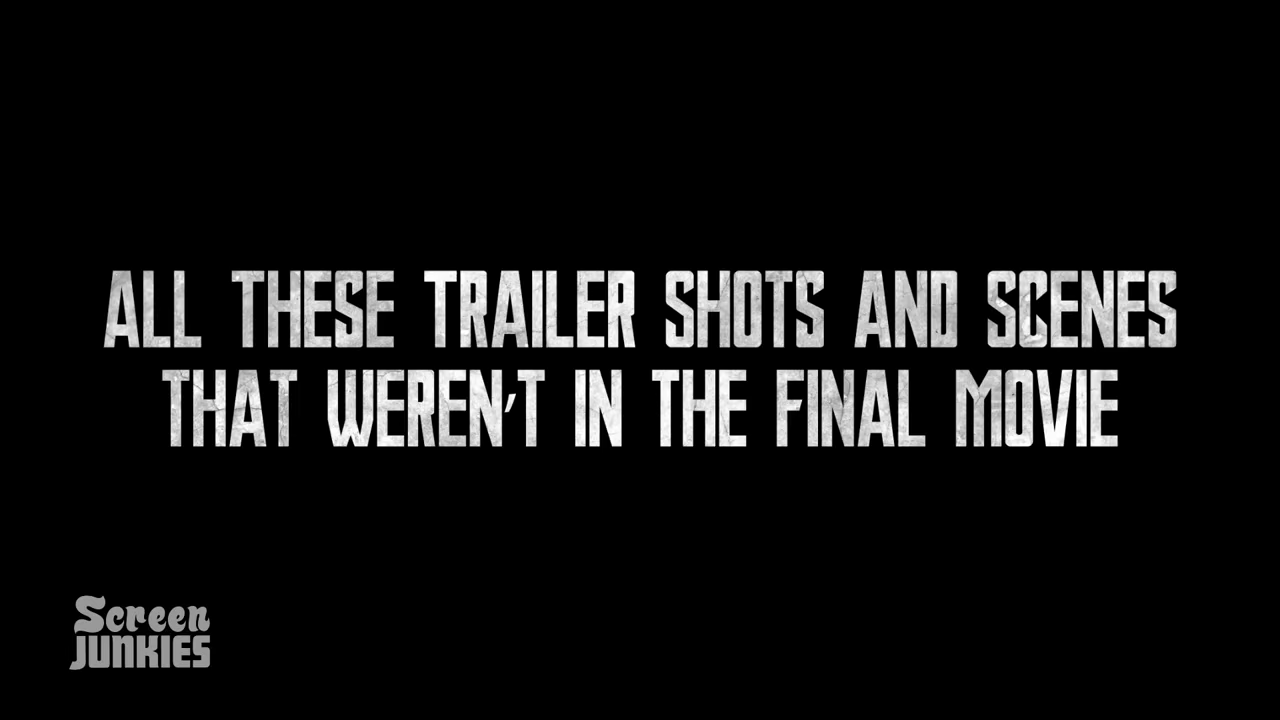 ALL THESE TRAILER SHOTS AND SCENES
THAT WEREN'T IN THE FINAL MOVIE
Screen
JUNKIES